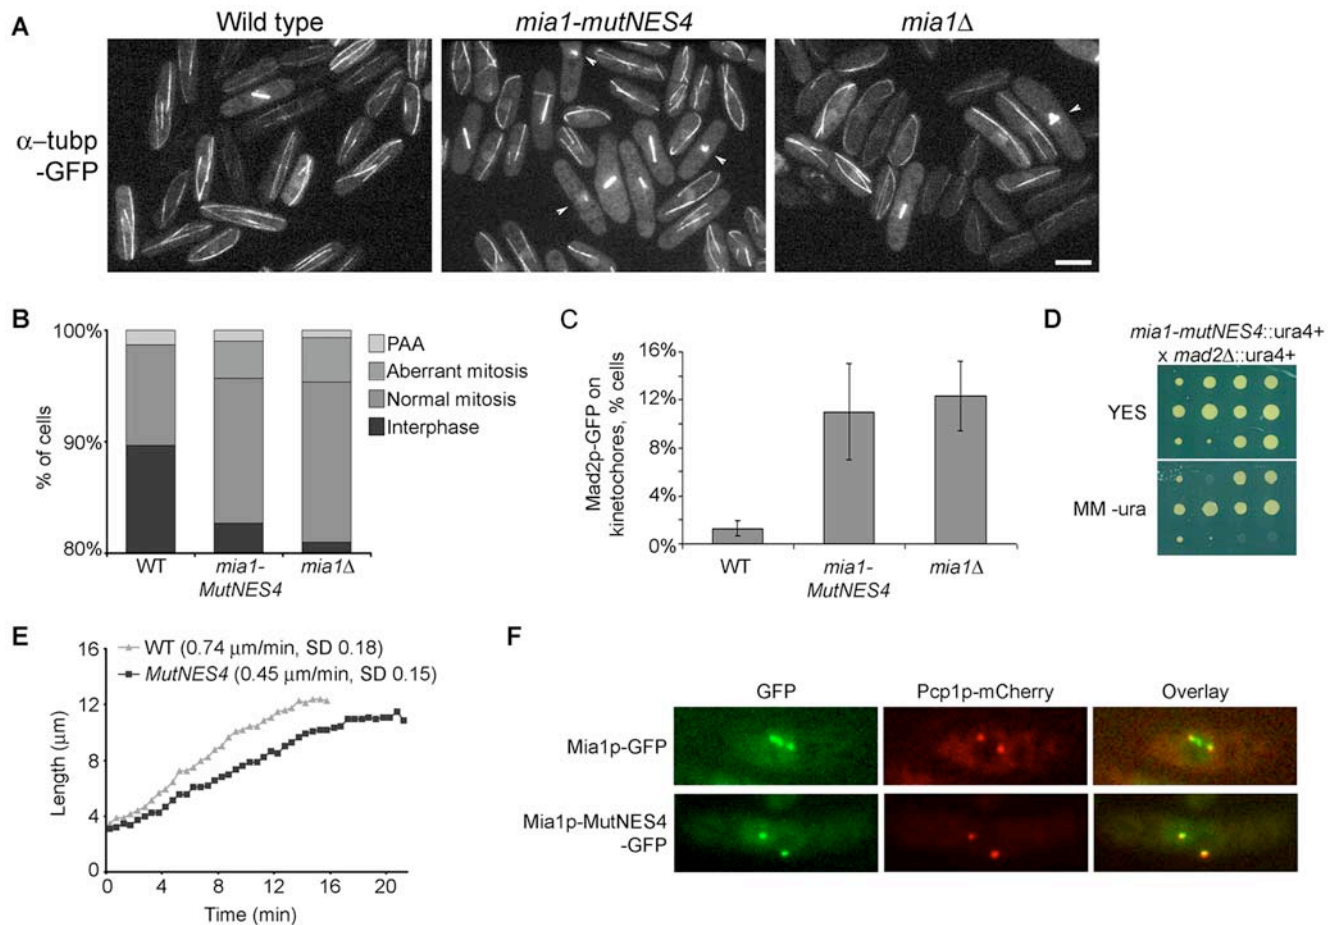 A
Wild type
mia1-mutNES4
mia1Δ
α–tubp
-GFP
B
100%
90%
80%
% of cells
WT
mia1-
MutNES4
mia1Δ
PAA
Aberrant mitosis
Normal mitosis
Interphase
C
Mad2p-GFP on
kinetochores, % cells
16%
12%
8%
4%
0%
WT
mia1-
MutNES4
mia1Δ
D
mia1-mutNES4::ura4+
x mad2Δ::ura4+
YES
MM -ura
E
WT (0.74 μm/min, SD 0.18)
MutNES4 (0.45 μm/min, SD 0.15)
Length (μm)
16
12
8
4
0
0 4 8 12 16 20
Time (min)
F
GFP
Pcp1p-mCherry
Overlay
Mia1p-GFP
Mia1p-MutNES4
-GFP